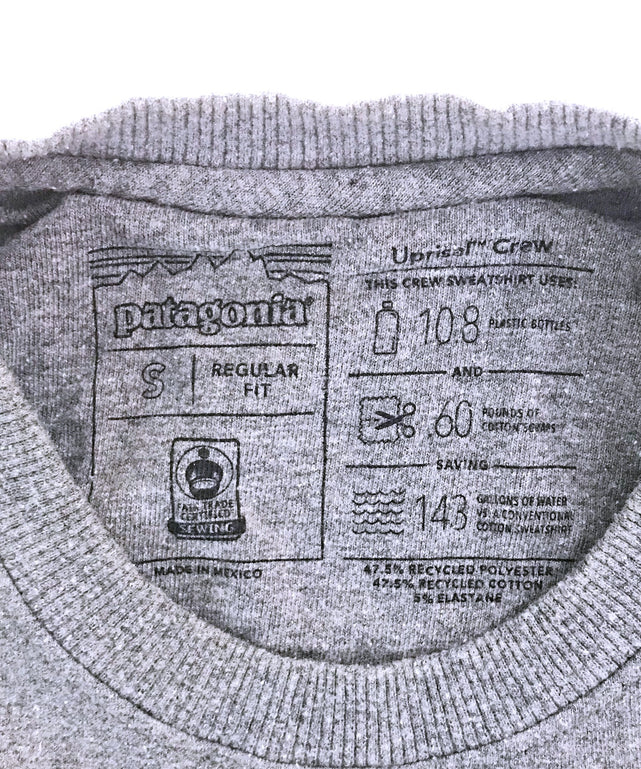 patagonia®
S
REGULAR
FIT
FAIR TRADE
CERTIFIED
SEWING
MADE IN MEXICO
Uprisal™ Crew
THIS CREW SWEATSHIRT USES:
10.8 PLASTIC BOTTLES
AND
.60 POUNDS OF
COTTON SCRAPS
SAVING
143 GALLONS OF WATER
VS. A CONVENTIONAL
COTTON SWEATSHIRT
47.5% RECYCLED POLYESTER
47.5% RECYCLED COTTON
5% ELASTANE